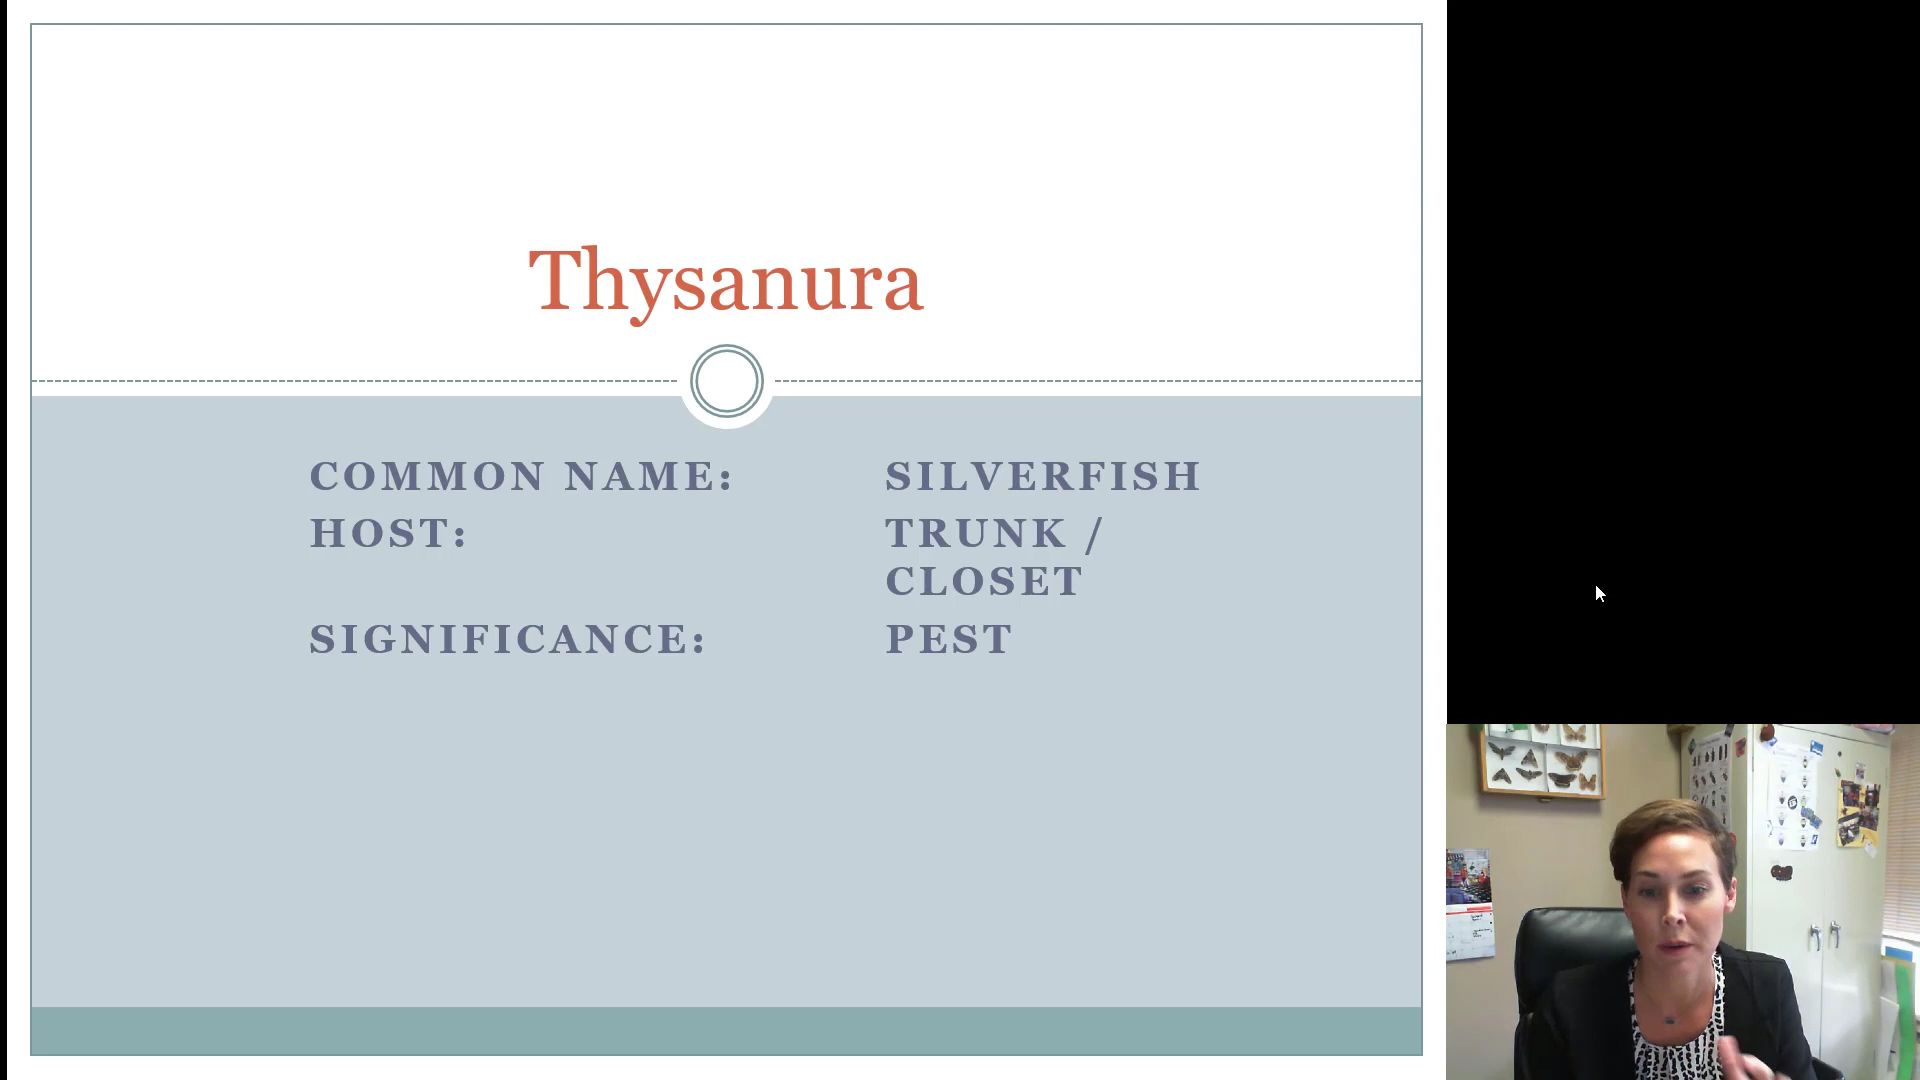 Thysanura
COMMON NAME: SILVERFISH
HOST: TRUNK /
CLOSET
SIGNIFICANCE: PEST